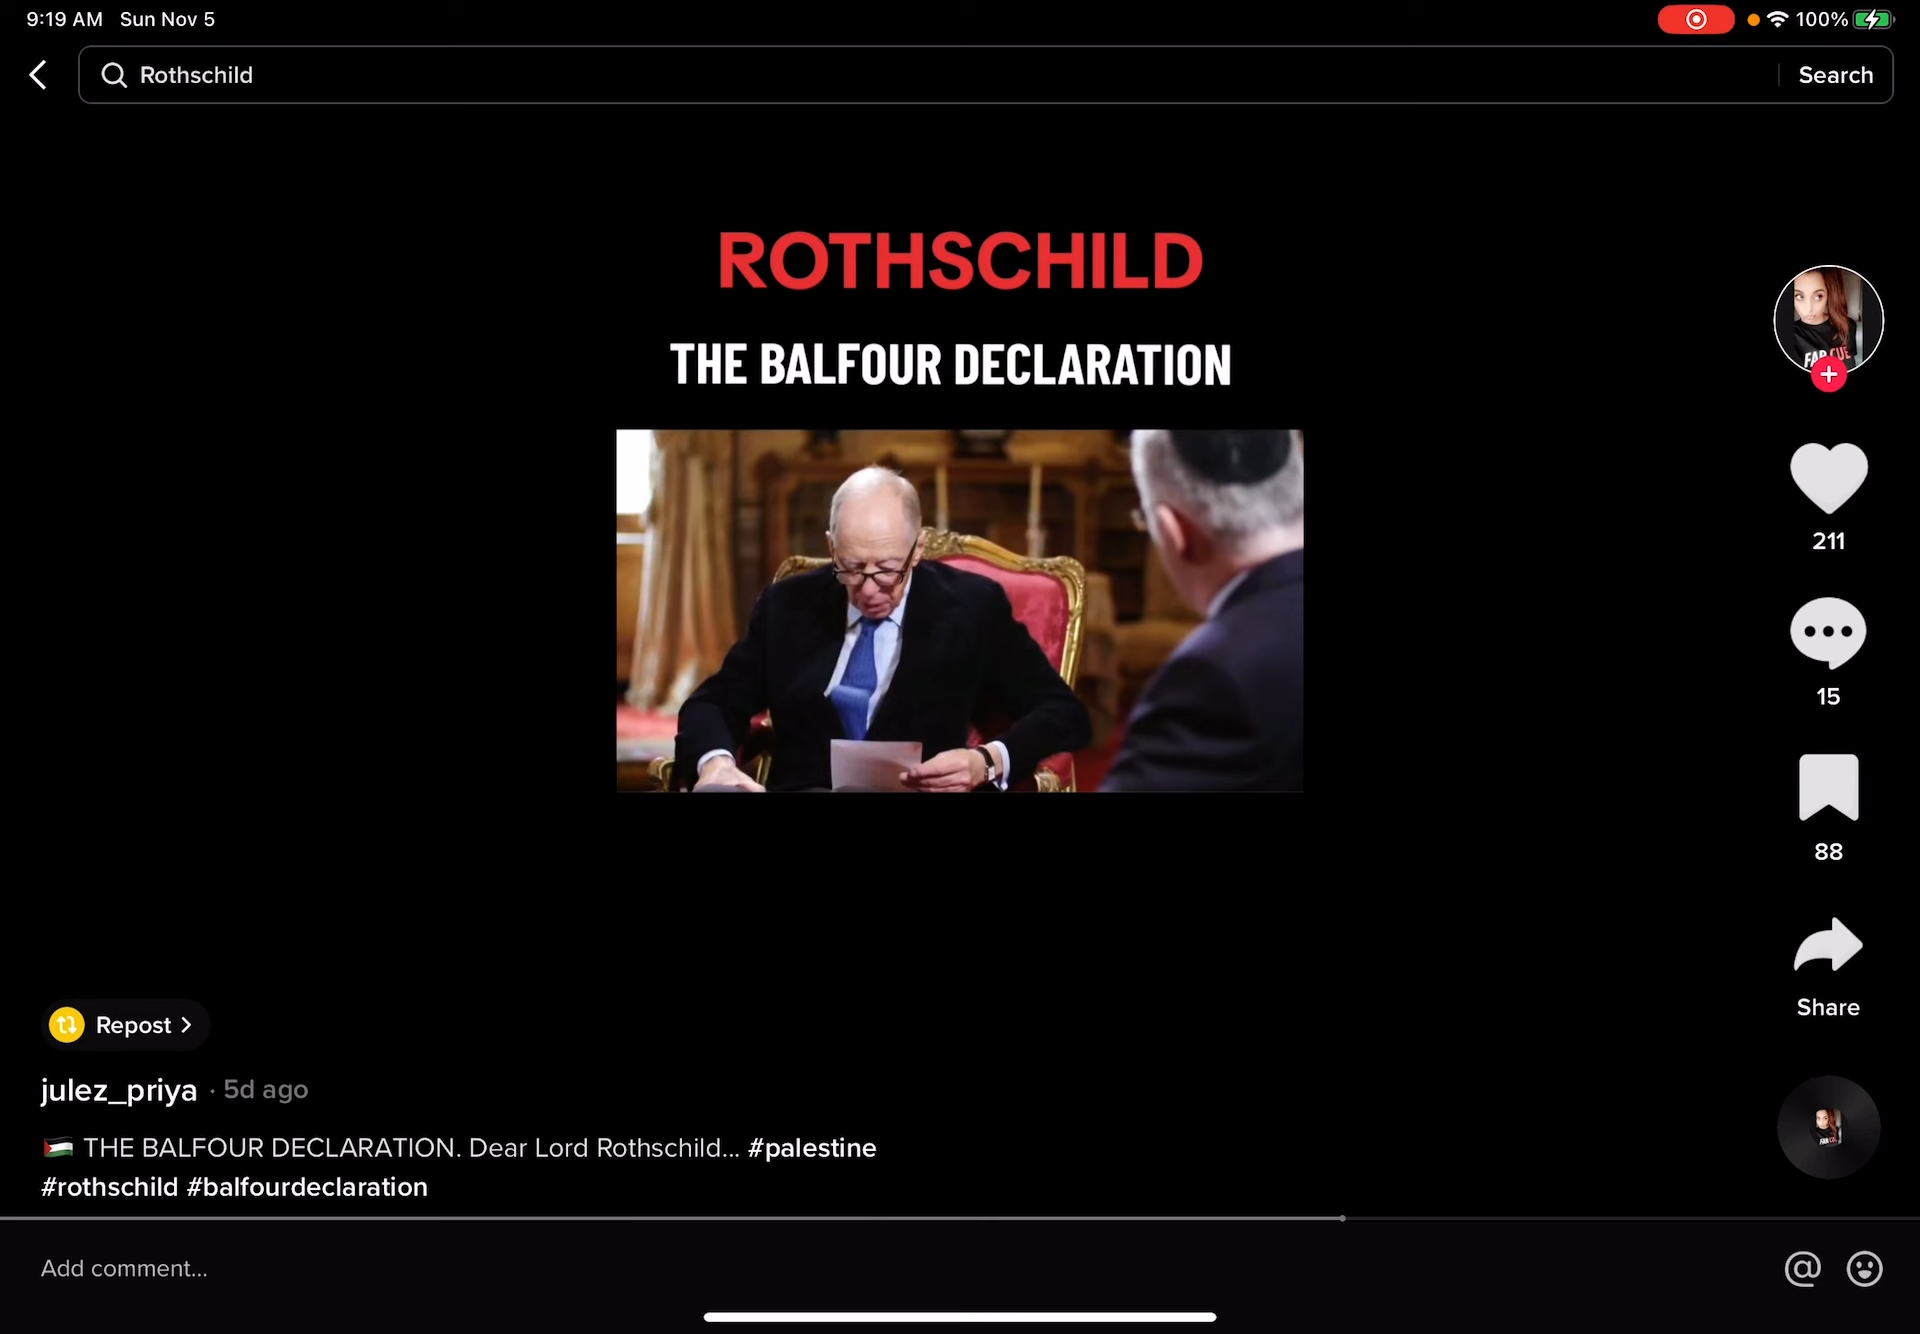 9:19 AM Sun Nov 5
100%
Rothschild
Search
ROTHSCHILD
THE BALFOUR DECLARATION
211
15
88
Share
Repost >
julez_priya · 5d ago
🇵🇸 THE BALFOUR DECLARATION. Dear Lord Rothschild... #palestine
#rothschild #balfourdeclaration
Add comment...